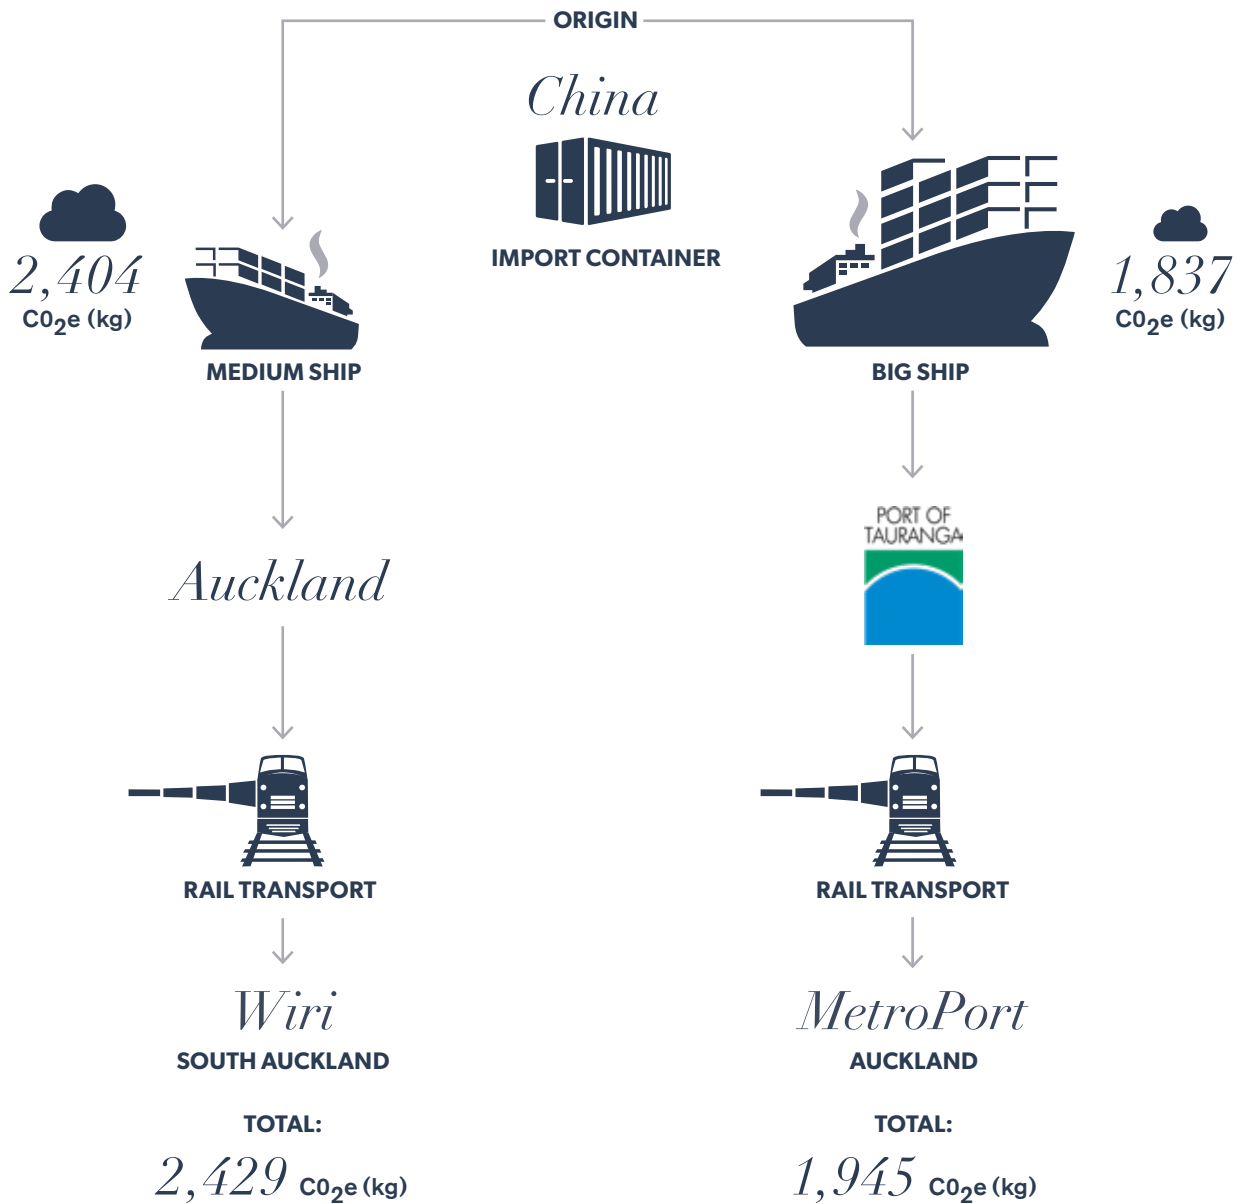 ORIGIN
China
IMPORT CONTAINER
2,404
C0₂e (kg)
MEDIUM SHIP
1,837
C0₂e (kg)
BIG SHIP
Auckland
PORT OF
TAURANGA
RAIL TRANSPORT
RAIL TRANSPORT
Wiri
SOUTH AUCKLAND
MetroPort
AUCKLAND
TOTAL:
2,429 C0₂e (kg)
TOTAL:
1,945 C0₂e (kg)